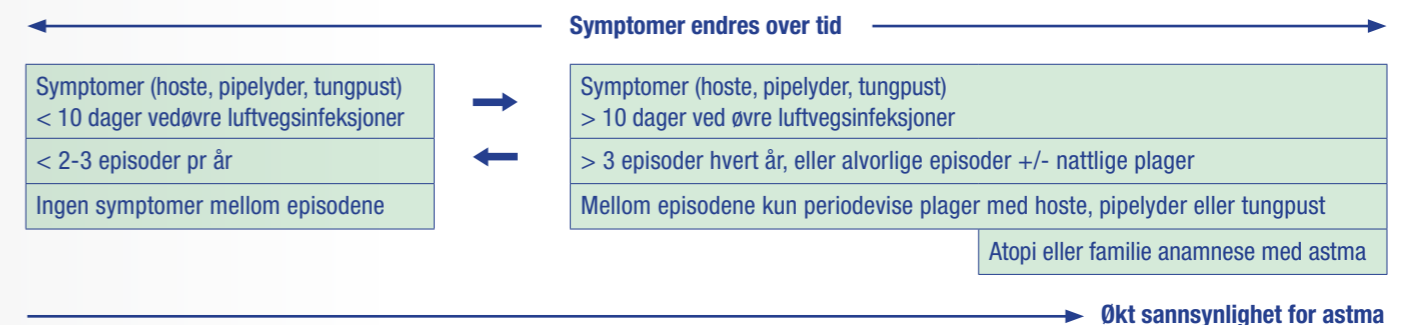 Symptomer endres over tid
Symptomer (hoste, pipelyder, tungpust)
< 10 dager vedøvre luftvegsinfeksjoner
< 2-3 episoder pr år
Ingen symptomer mellom episodene
Symptomer (hoste, pipelyder, tungpust)
> 10 dager ved øvre luftvegsinfeksjoner
> 3 episoder hvert år, eller alvorlige episoder +/- nattlige plager
Mellom episodene kun periodevise plager med hoste, pipelyder eller tungpust
Atopi eller familie anamnese med astma
Økt sannsynlighet for astma